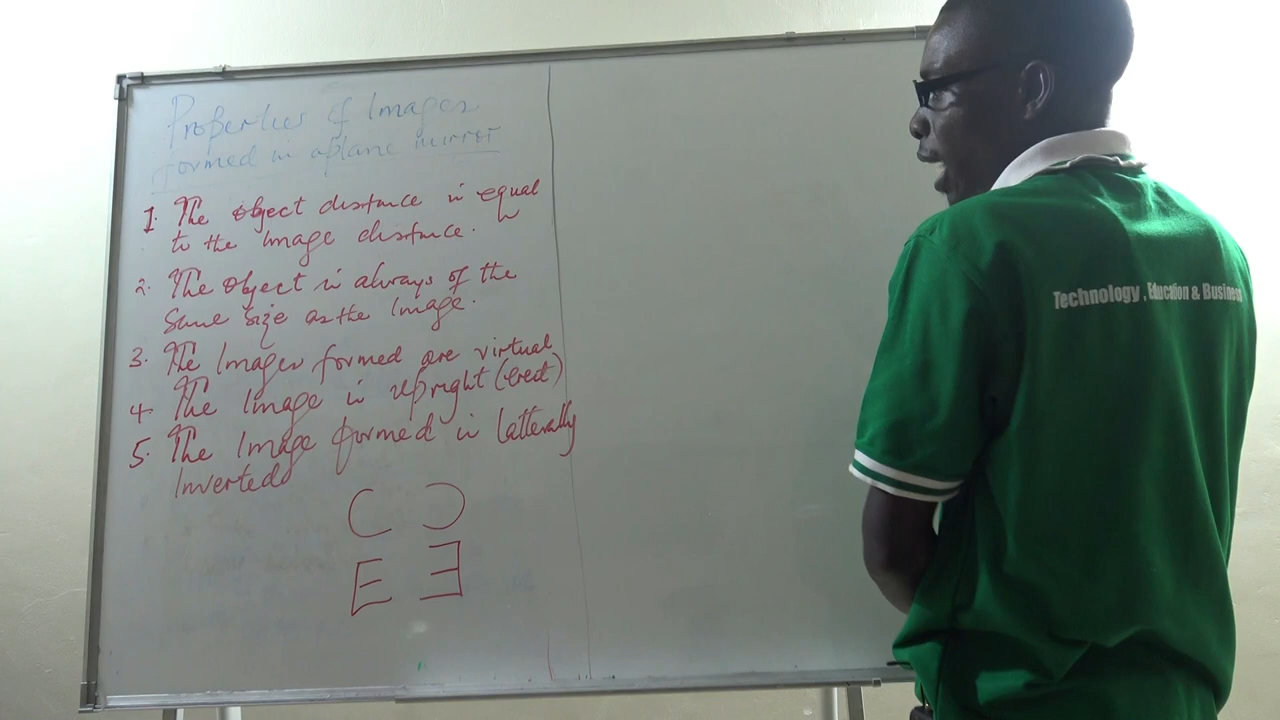 Properties of Images
formed in a plane mirror
1. The object distance is equal
to the Image distance.
2. The object is always of the
same size as the Image.
3. The Images formed are virtual
4. The Image is upright (erect)
5. The Image formed is latterally
Inverted
C Ɔ
E Ǝ
Technology , Education & Business